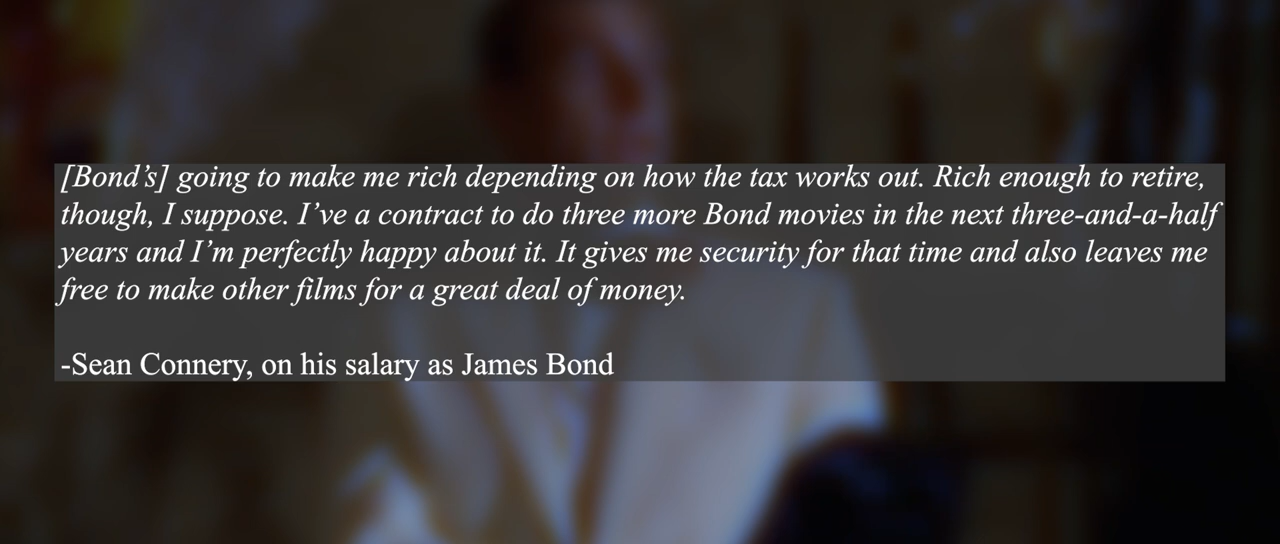 [Bond’s] going to make me rich depending on how the tax works out. Rich enough to retire,
though, I suppose. I’ve a contract to do three more Bond movies in the next three-and-a-half
years and I’m perfectly happy about it. It gives me security for that time and also leaves me
free to make other films for a great deal of money.
-Sean Connery, on his salary as James Bond